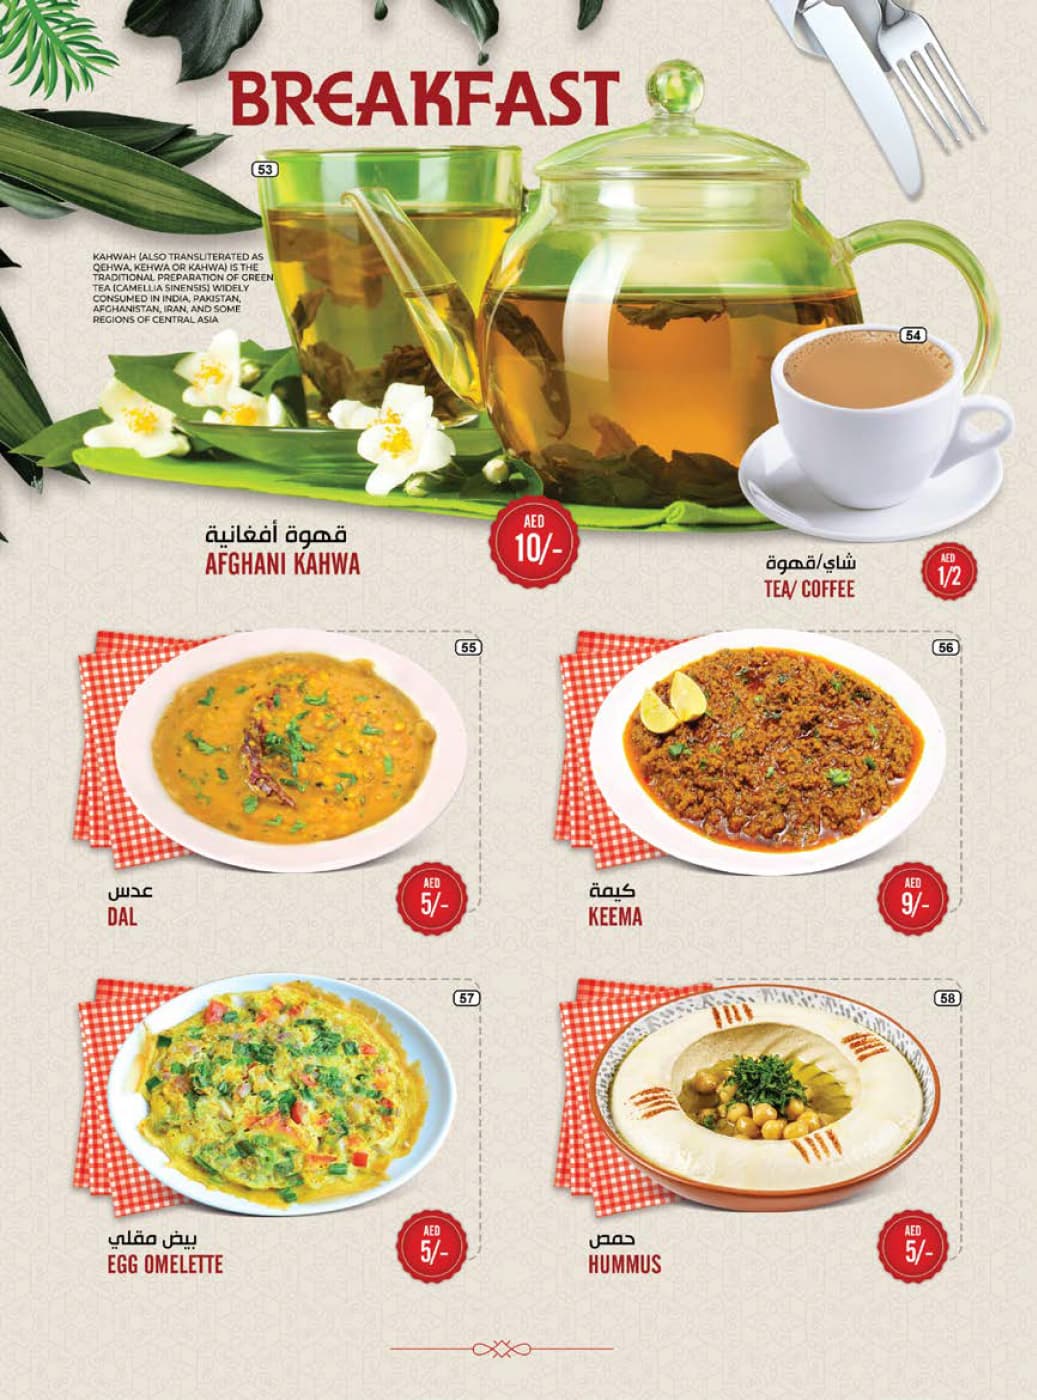 BREAKFAST
53
KAHWAH (ALSO TRANSLITERATED AS
QEHWA, KEHWA OR KAHWA) IS THE
TRADITIONAL PREPARATION OF GREEN
TEA (CAMELLIA SINENSIS) WIDELY
CONSUMED IN INDIA, PAKISTAN,
AFGHANISTAN, IRAN, AND SOME
REGIONS OF CENTRAL ASIA
54
قهوة أفغانية
AFGHANI KAHWA
AED
10/-
شاي/قهوة
TEA/ COFFEE
AED
1/2
55
عدس
DAL
AED
5/-
56
كيمة
KEEMA
AED
9/-
57
بيض مقلي
EGG OMELETTE
AED
5/-
58
حمص
HUMMUS
AED
5/-